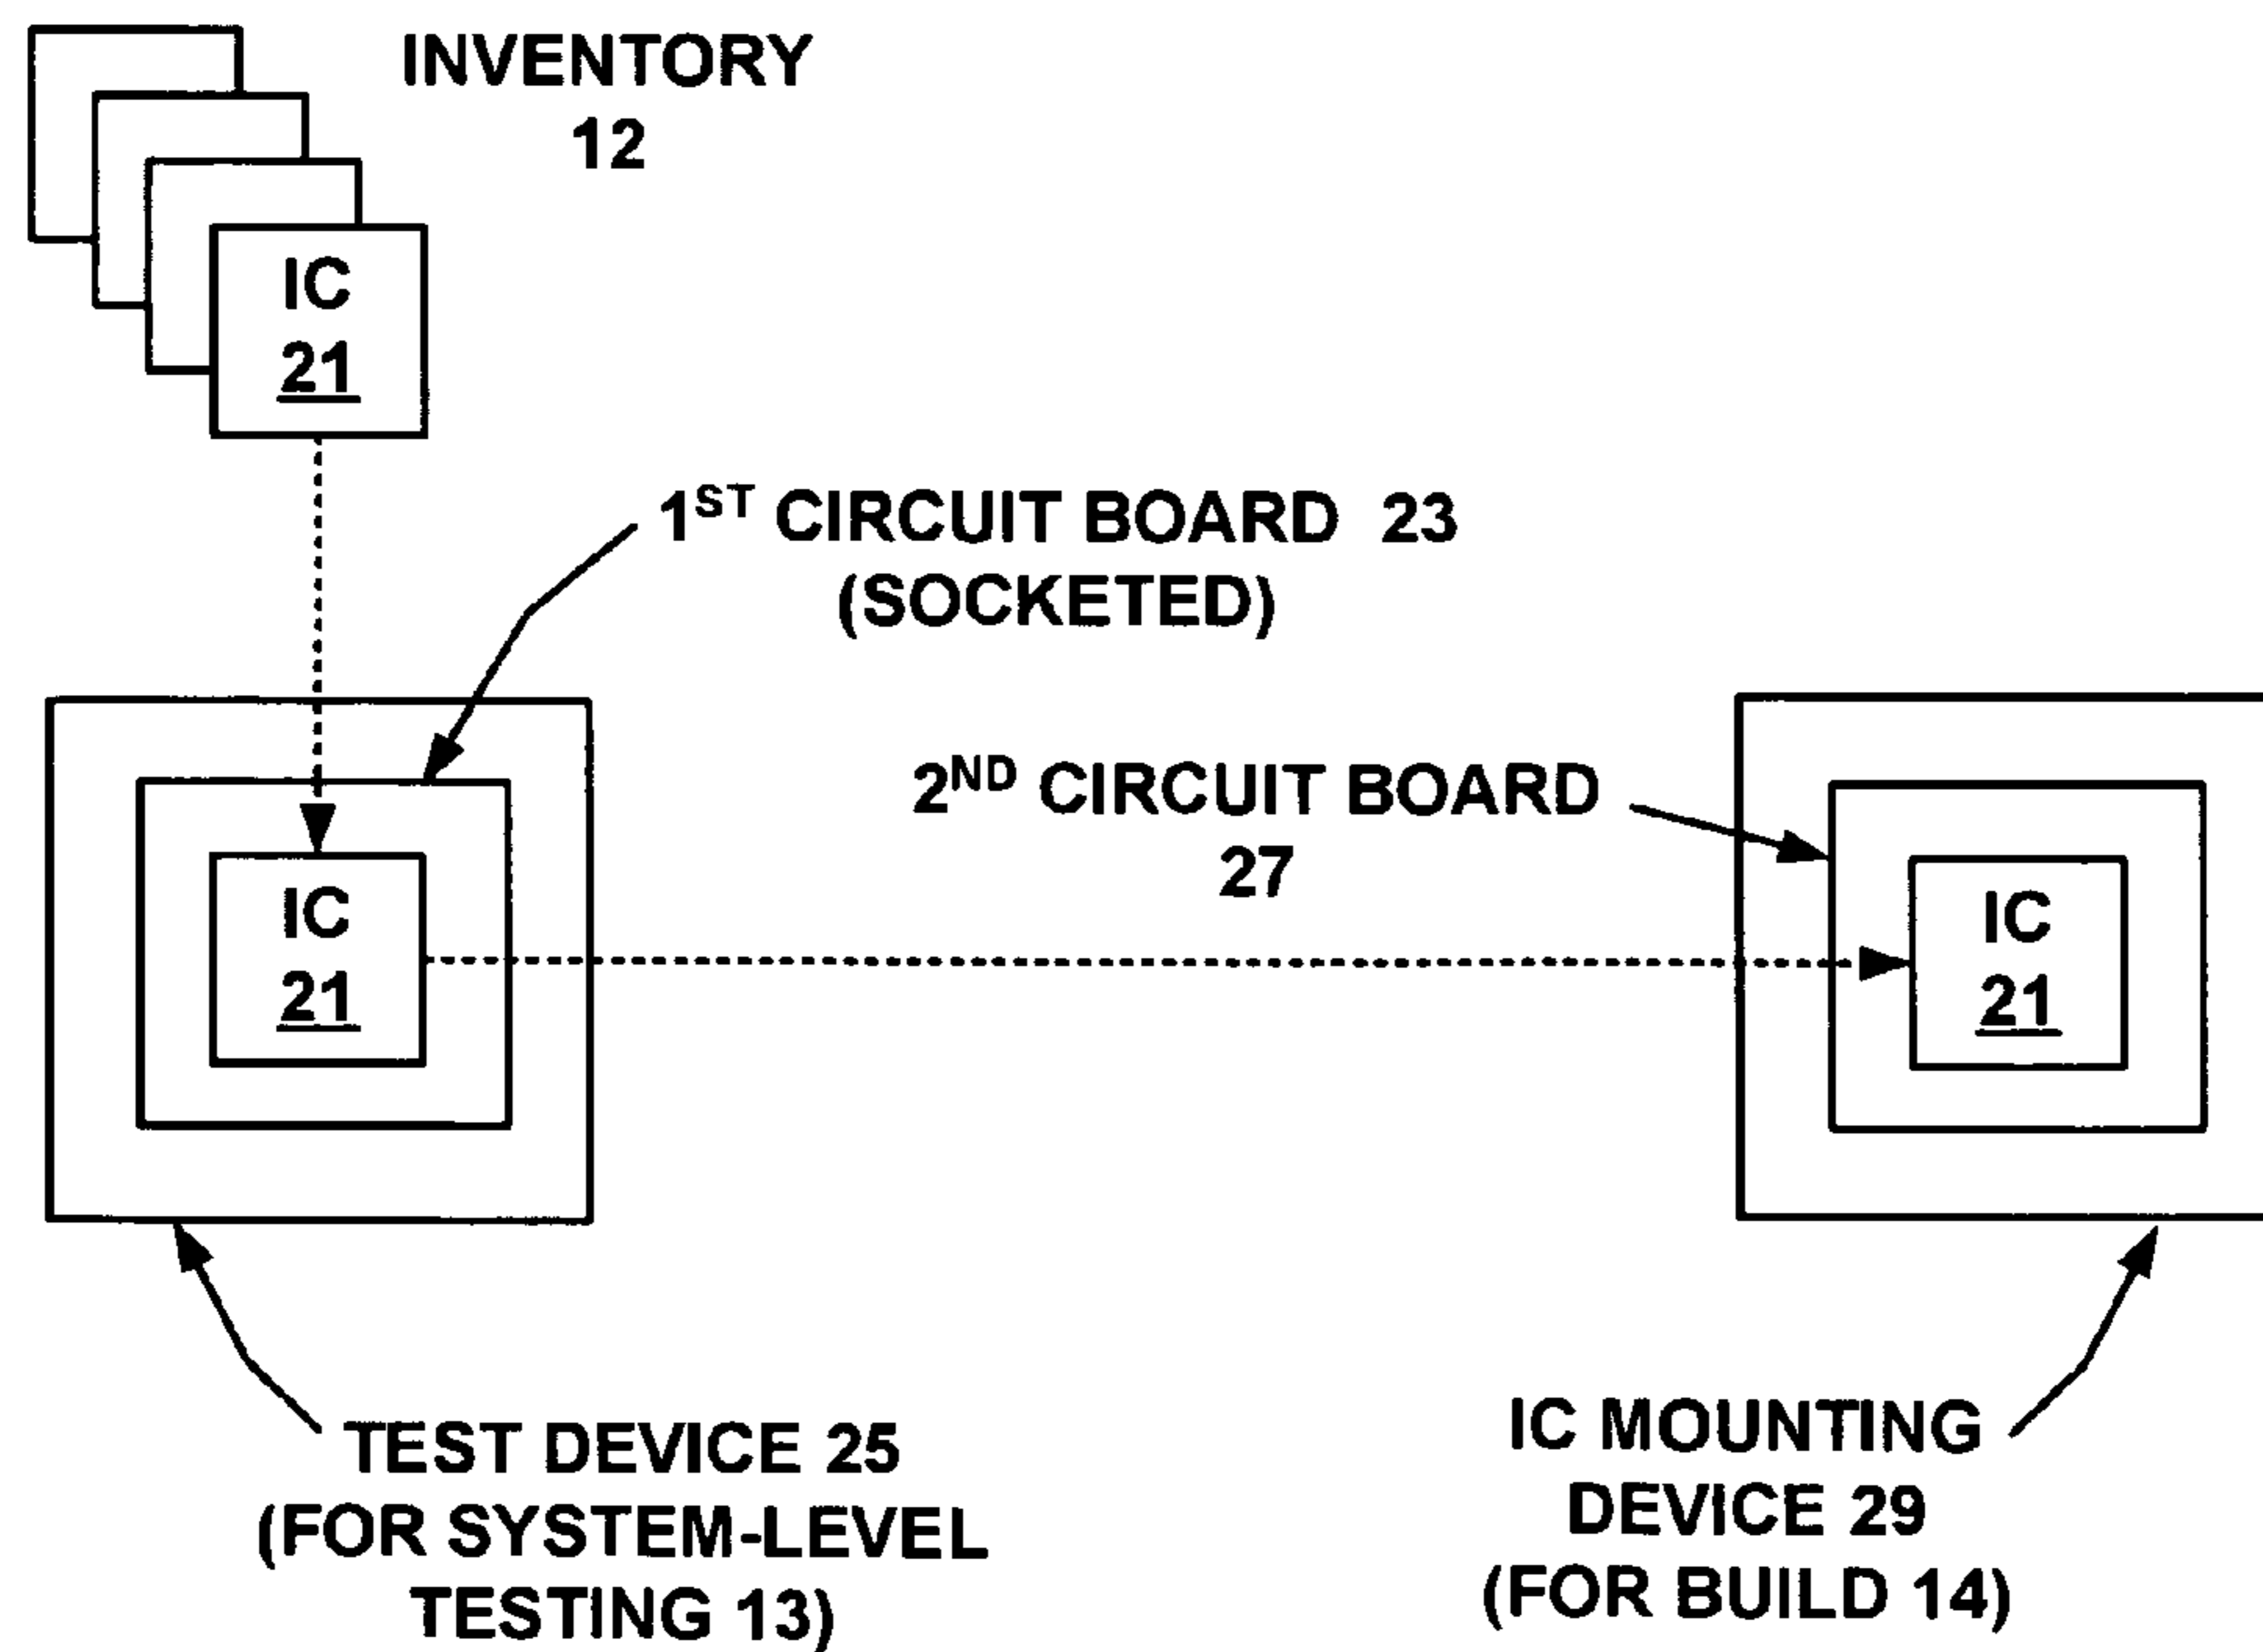 INVENTORY
12
IC
21
1ST CIRCUIT BOARD 23
(SOCKETED)
2ND CIRCUIT BOARD
27
IC
21
IC
21
TEST DEVICE 25
(FOR SYSTEM-LEVEL
TESTING 13)
IC MOUNTING
DEVICE 29
(FOR BUILD 14)